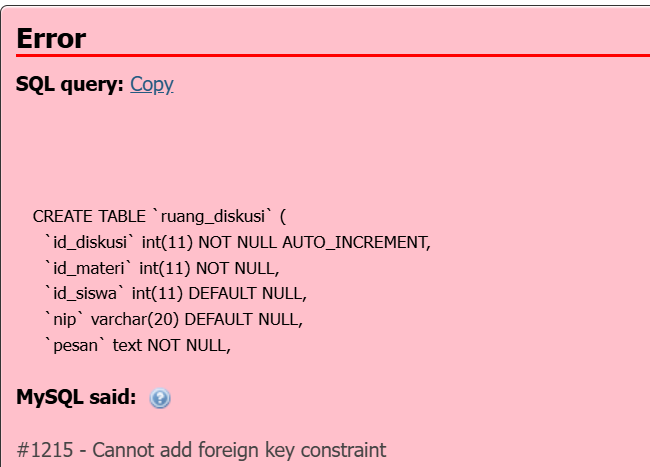 Error
SQL query: Copy
CREATE TABLE `ruang_diskusi` (
`id_diskusi` int(11) NOT NULL AUTO_INCREMENT,
`id_materi` int(11) NOT NULL,
`id_siswa` int(11) DEFAULT NULL,
`nip` varchar(20) DEFAULT NULL,
`pesan` text NOT NULL,
MySQL said:
#1215 - Cannot add foreign key constraint